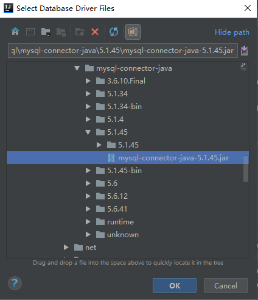 Select Database Driver Files
Hide path
ql\mysql-connector-java\5.1.45\mysql-connector-java-5.1.45.jar
mysql-connector-java
3.6.10.Final
5.1.34
5.1.34-bin
5.1.4
5.1.45
5.1.45
mysql-connector-java-5.1.45.jar
5.1.45-bin
5.6
5.6.12
5.6.41
runtime
unknown
net
Drag and drop a file into the space above to quickly locate it in the tree
?
OK
Cancel